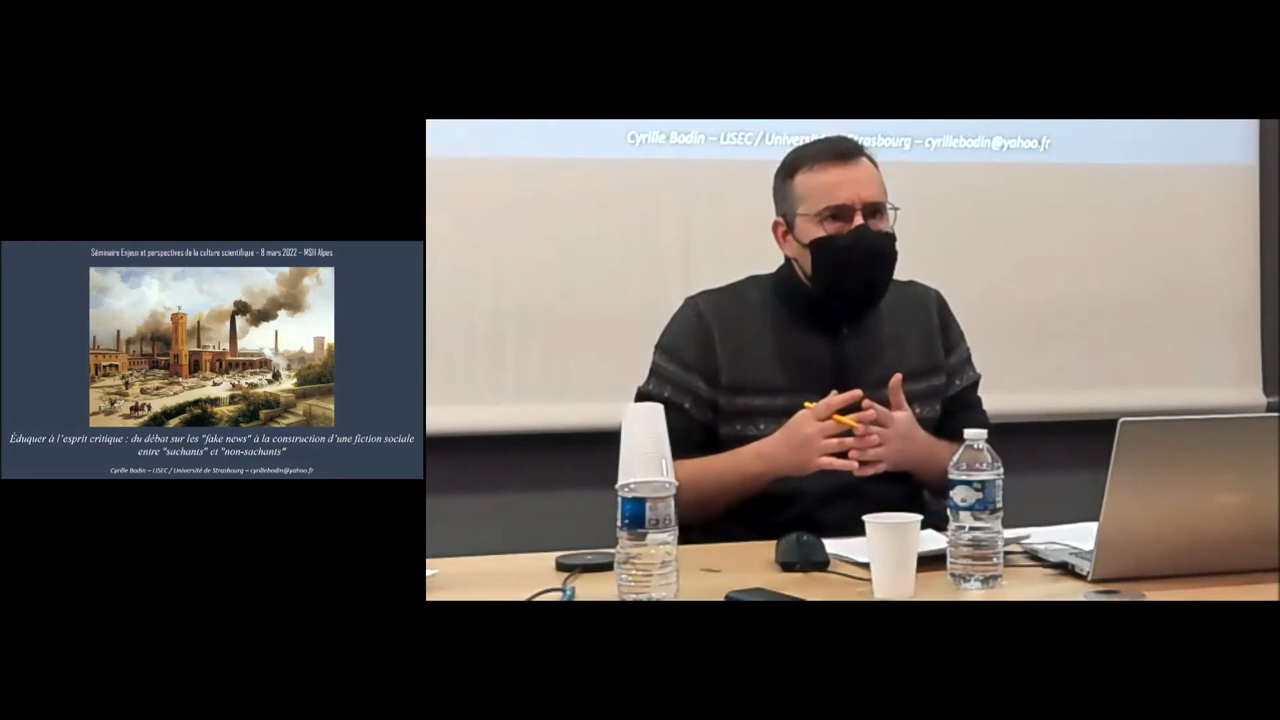 Séminaire Enjeux et perspectives de la culture scientifique – 8 mars 2022 – MSH Alpes
Éduquer à l'esprit critique : du débat sur les "fake news" à la construction d'une fiction sociale
entre "sachants" et "non-sachants"
Cyrille Bodin – LISEC / Université de Strasbourg – cyrillebodin@yahoo.fr
Cyrille Bodin – LISEC / Univers Strasbourg – cyrillebodin@yahoo.fr